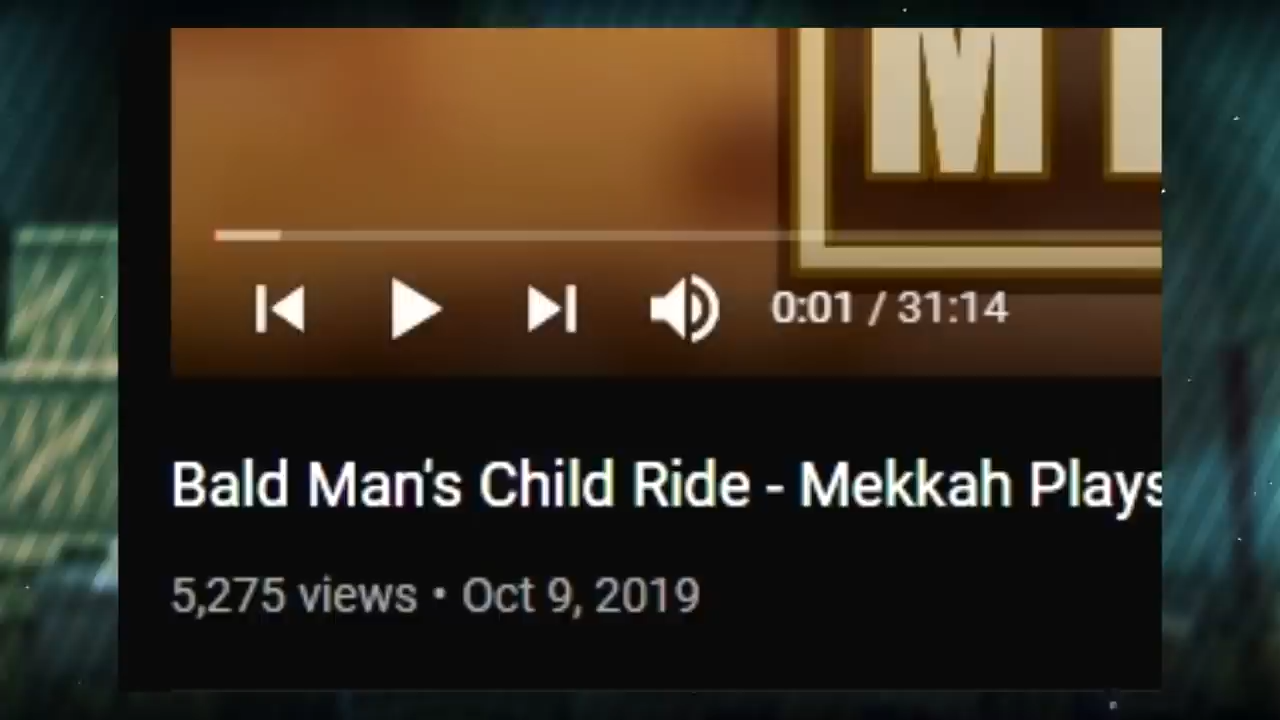 M
0:01 / 31:14
Bald Man's Child Ride - Mekkah Plays
5,275 views • Oct 9, 2019